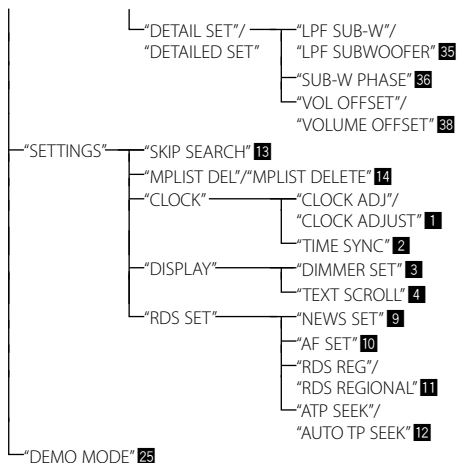 “DETAIL SET”/
“DETAILED SET”
“LPF SUB-W”/
“LPF SUBWOOFER” 35
“SUB-W PHASE” 36
“VOL OFFSET”/
“VOLUME OFFSET” 38
“SETTINGS”
“SKIP SEARCH” 13
“MPLIST DEL”/“MPLIST DELETE” 14
“CLOCK”
“CLOCK ADJ”/
“CLOCK ADJUST” 1
“TIME SYNC” 2
“DISPLAY”
“DIMMER SET” 3
“TEXT SCROLL” 4
“RDS SET”
“NEWS SET” 9
“AF SET” 10
“RDS REG”/
“RDS REGIONAL” 11
“ATP SEEK”/
“AUTO TP SEEK” 12
“DEMO MODE” 25